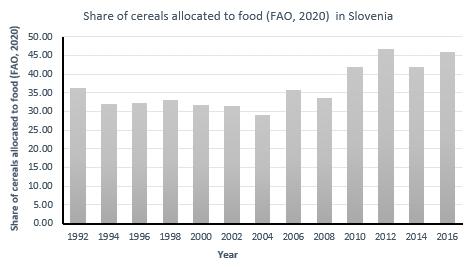 Share of cereals allocated to food (FAO, 2020) in Slovenia
Share of cereals allocated to food (FAO, 2020)
50.00
45.00
40.00
35.00
30.00
25.00
20.00
15.00
10.00
5.00
0.00
1992 1994 1996 1998 2000 2002 2004 2006 2008 2010 2012 2014 2016
Year